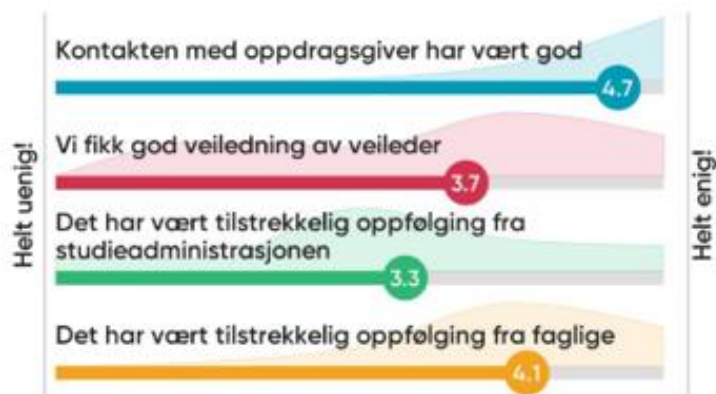 Helt uenig!
Kontakten med oppdragsgiver har vært god
4.7
Vi fikk god veiledning av veileder
3.7
Det har vært tilstrekkelig oppfølging fra
studieadministrasjonen
3.3
Det har vært tilstrekkelig oppfølging fra faglige
4.1
Helt enig!